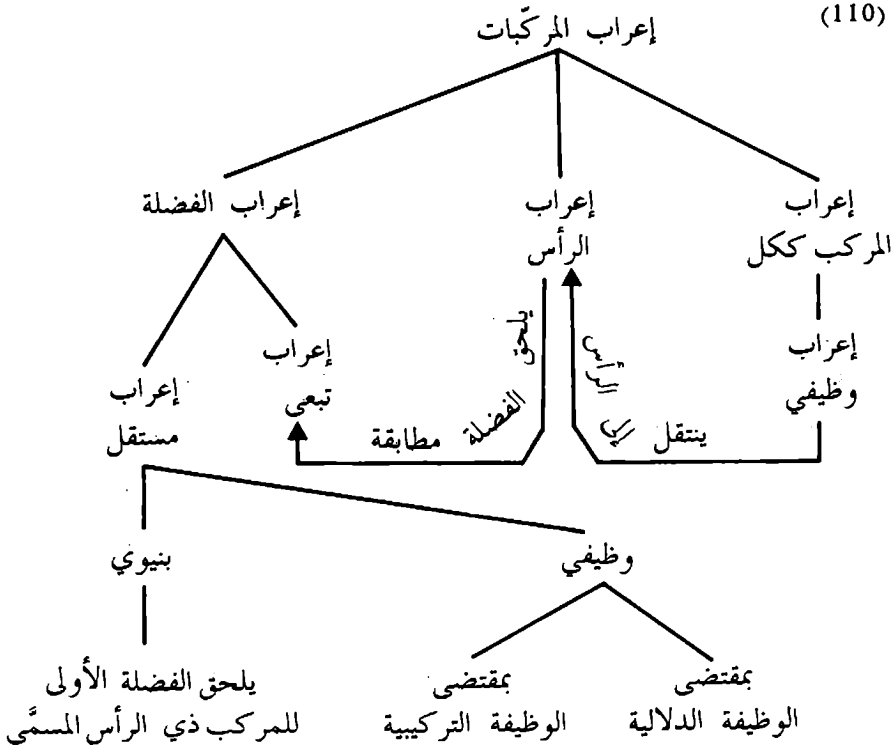 (110)
إعراب المركّبات
إعراب
المركب ككل
إعراب
الرأس
إعراب الفضلة
إعراب
وظيفي
ينتقل إلى الرأس
يلحق الفضلة مطابقة
إعراب
تبعى
إعراب
مستقل
وظيفي
بنيوي
بمقتضى
الوظيفة الدلالية
بمقتضى
الوظيفة التركيبية
يلحق الفضلة الأولى
للمركب ذي الرأس المسمَّى